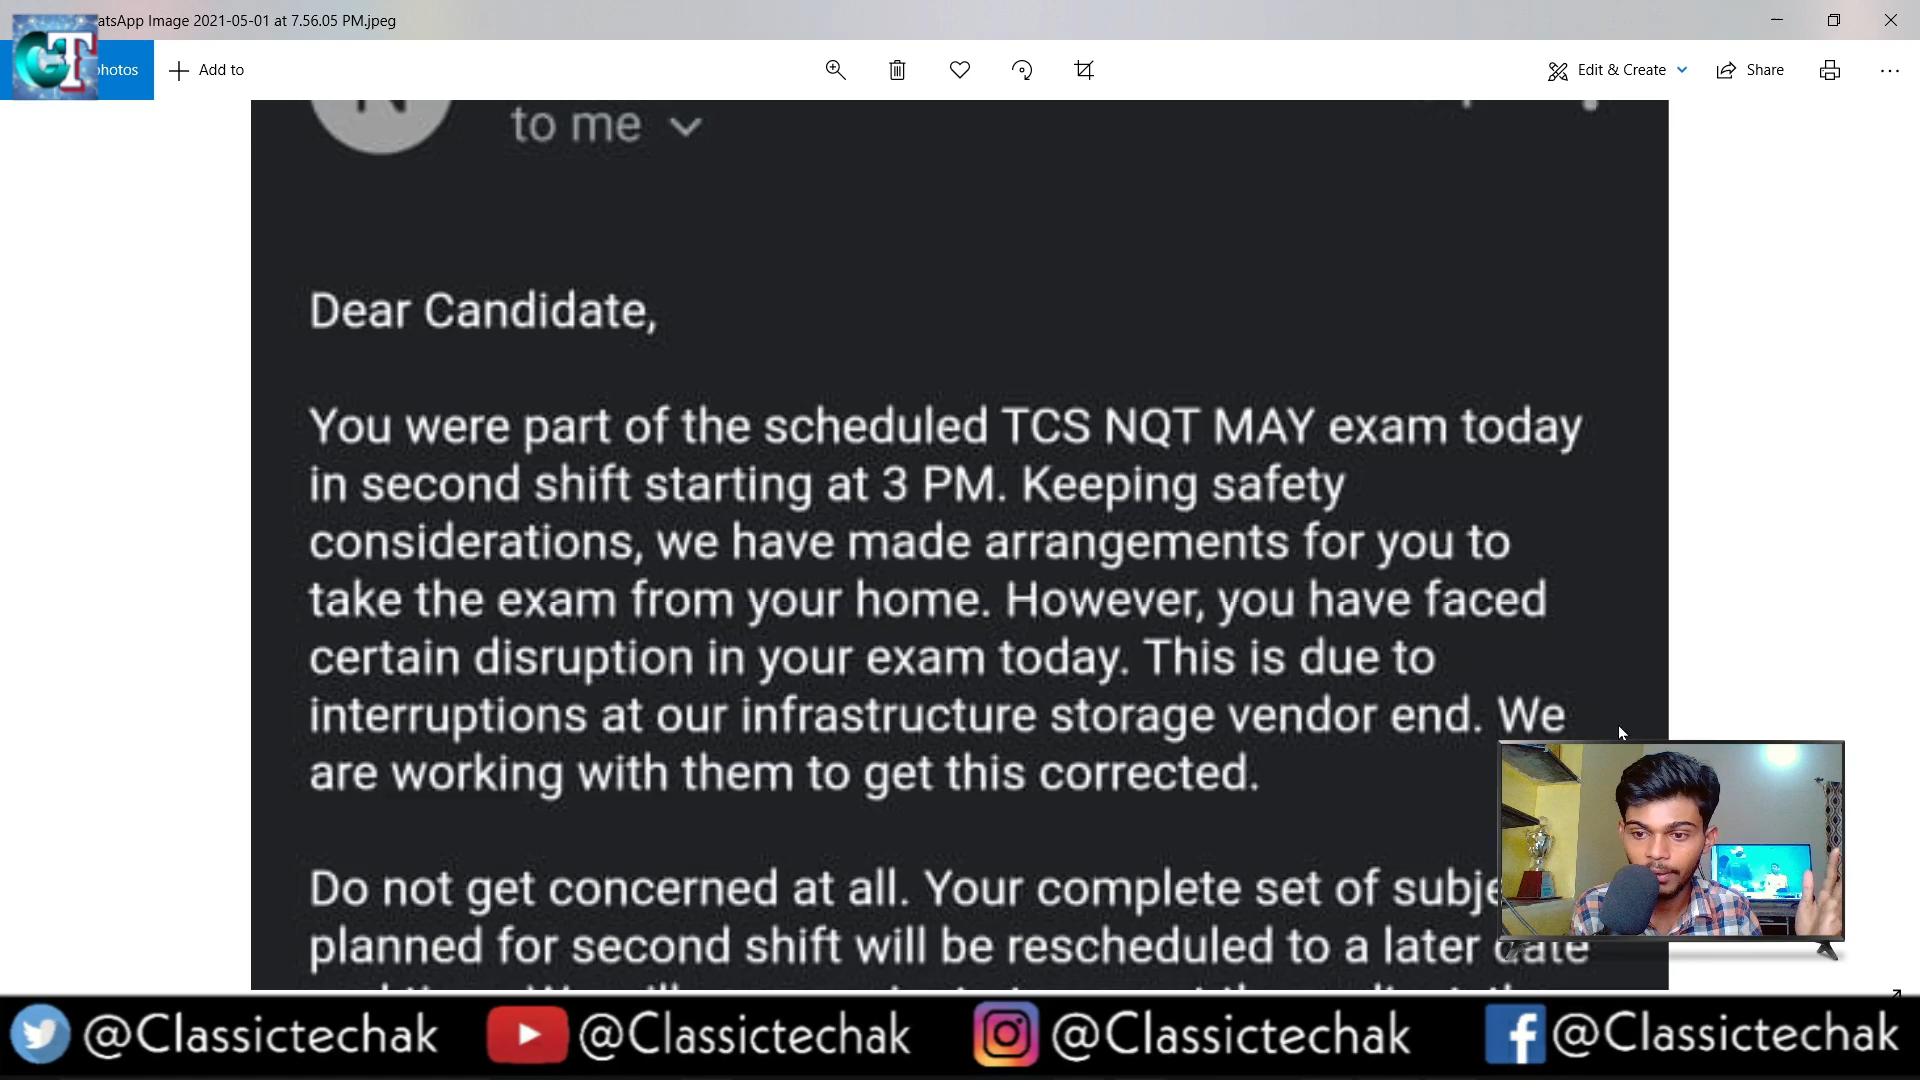 atsApp Image 2021-05-01 at 7.56.05 PM.jpeg
CT
photos
Add to
Edit & Create
Share
to me
Dear Candidate,
You were part of the scheduled TCS NQT MAY exam today
in second shift starting at 3 PM. Keeping safety
considerations, we have made arrangements for you to
take the exam from your home. However, you have faced
certain disruption in your exam today. This is due to
interruptions at our infrastructure storage vendor end. We
are working with them to get this corrected.
Do not get concerned at all. Your complete set of subje
planned for second shift will be rescheduled to a later date
@Classictechak
@Classictechak
@Classictechak
@Classictechak